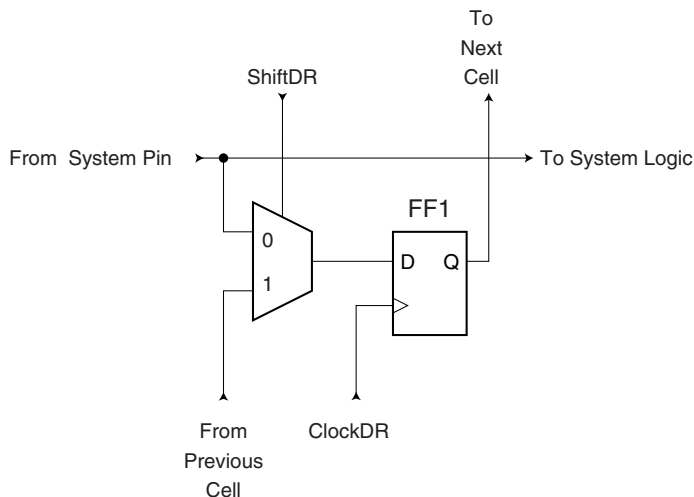 To
Next
Cell
ShiftDR
From System Pin
To System Logic
FF1
0
D Q
1
From
Previous
Cell
ClockDR